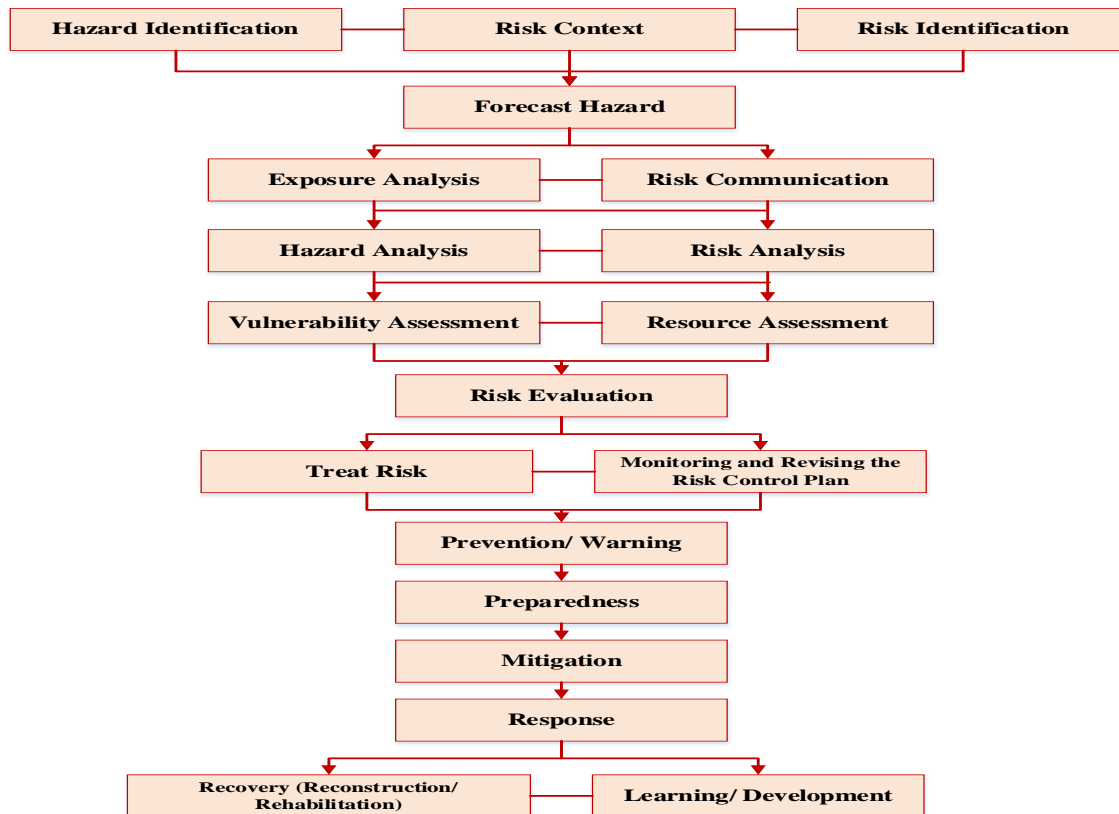 Hazard Identification
Risk Context
Risk Identification
Forecast Hazard
Exposure Analysis
Risk Communication
Hazard Analysis
Risk Analysis
Vulnerability Assessment
Resource Assessment
Risk Evaluation
Treat Risk
Monitoring and Revising the
Risk Control Plan
Prevention/ Warning
Preparedness
Mitigation
Response
Recovery (Reconstruction/
Rehabilitation)
Learning/ Development